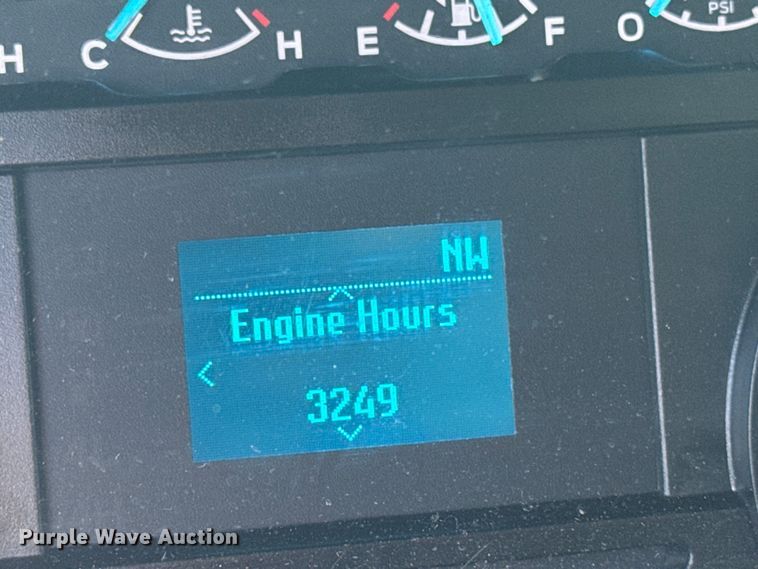 H C H E F O PSI
NW
Engine Hours
3249
Purple Wave Auction